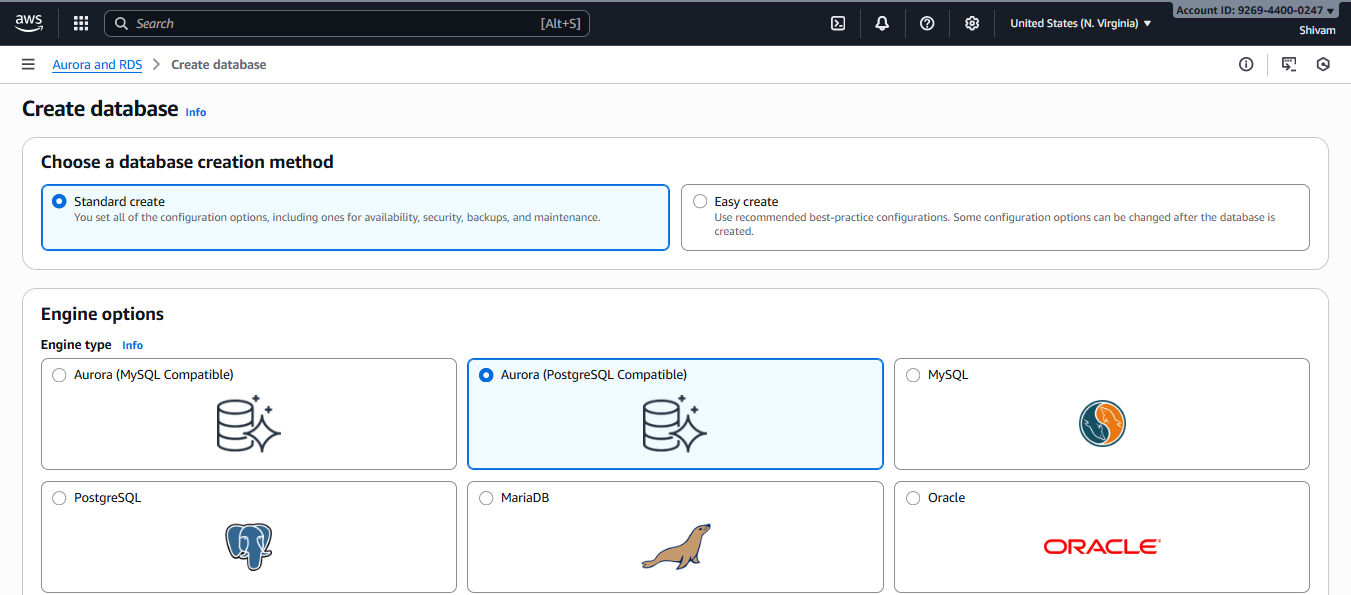 aws
Search [Alt+S]
United States (N. Virginia)
Account ID: 9269-4400-0247
Shivam
Aurora and RDS > Create database
Create database Info
Choose a database creation method
Standard create
You set all of the configuration options, including ones for availability, security, backups, and maintenance.
Easy create
Use recommended best-practice configurations. Some configuration options can be changed after the database is
created.
Engine options
Engine type Info
Aurora (MySQL Compatible)
Aurora (PostgreSQL Compatible)
MySQL
PostgreSQL
MariaDB
Oracle
ORACLE